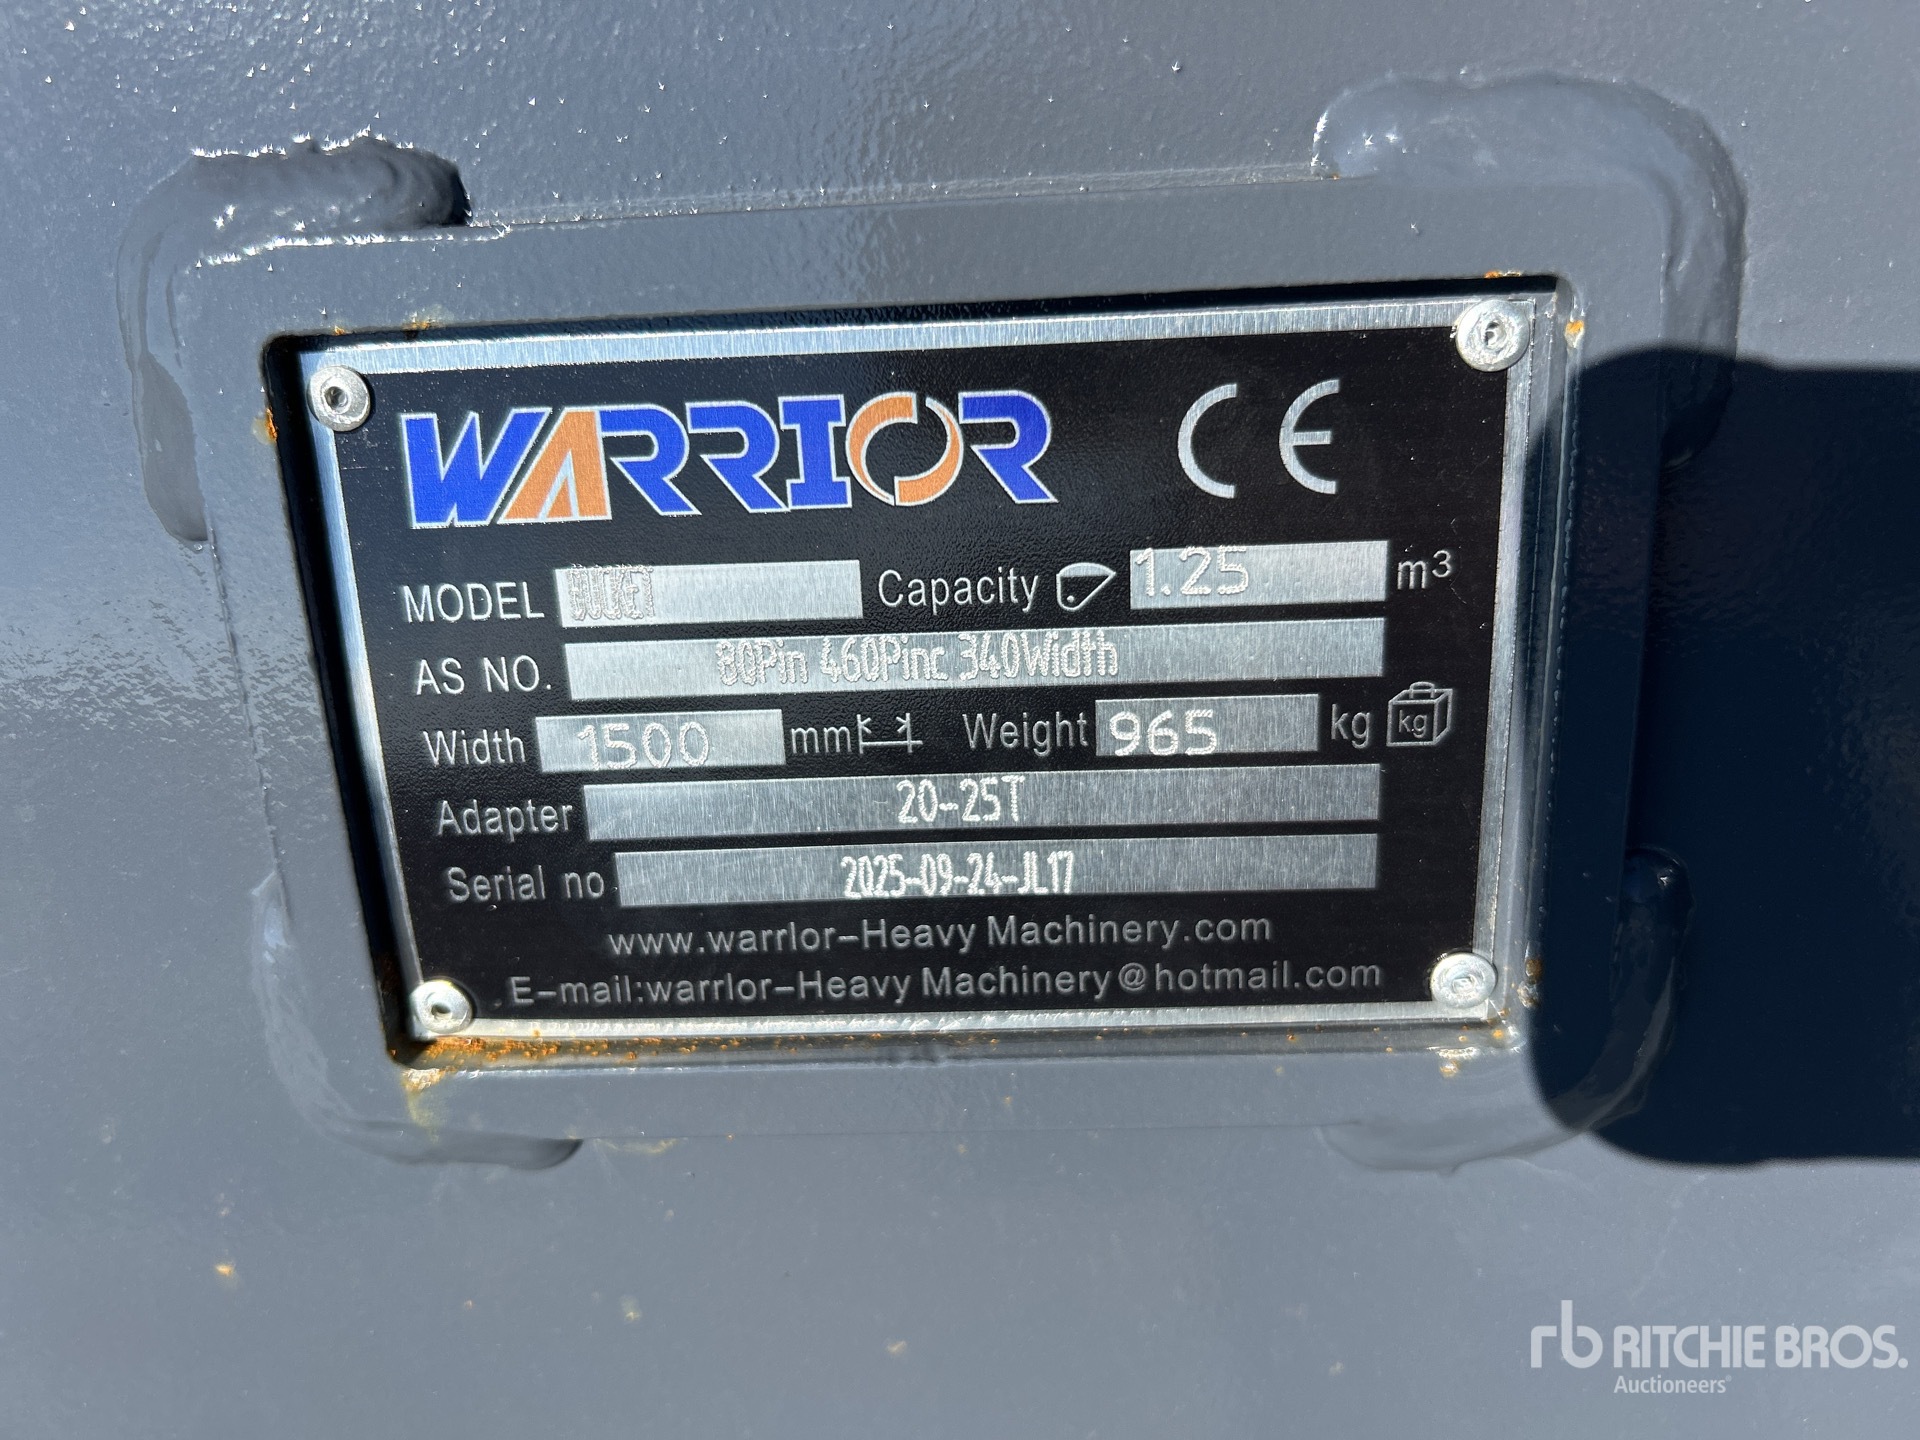 WARRIOR CE
MODEL BUCKET Capacity 1.25 m³
AS NO. 80Pin 460Pinc 340Width
Width 1500 mm Weight 965 kg kg
Adapter 20-25T
Serial no 2025-09-24-JL17
www.warrlor-Heavy Machinery.com
E-mail:warrlor-Heavy Machinery@hotmail.com
rb RITCHIE BROS.
Auctioneers